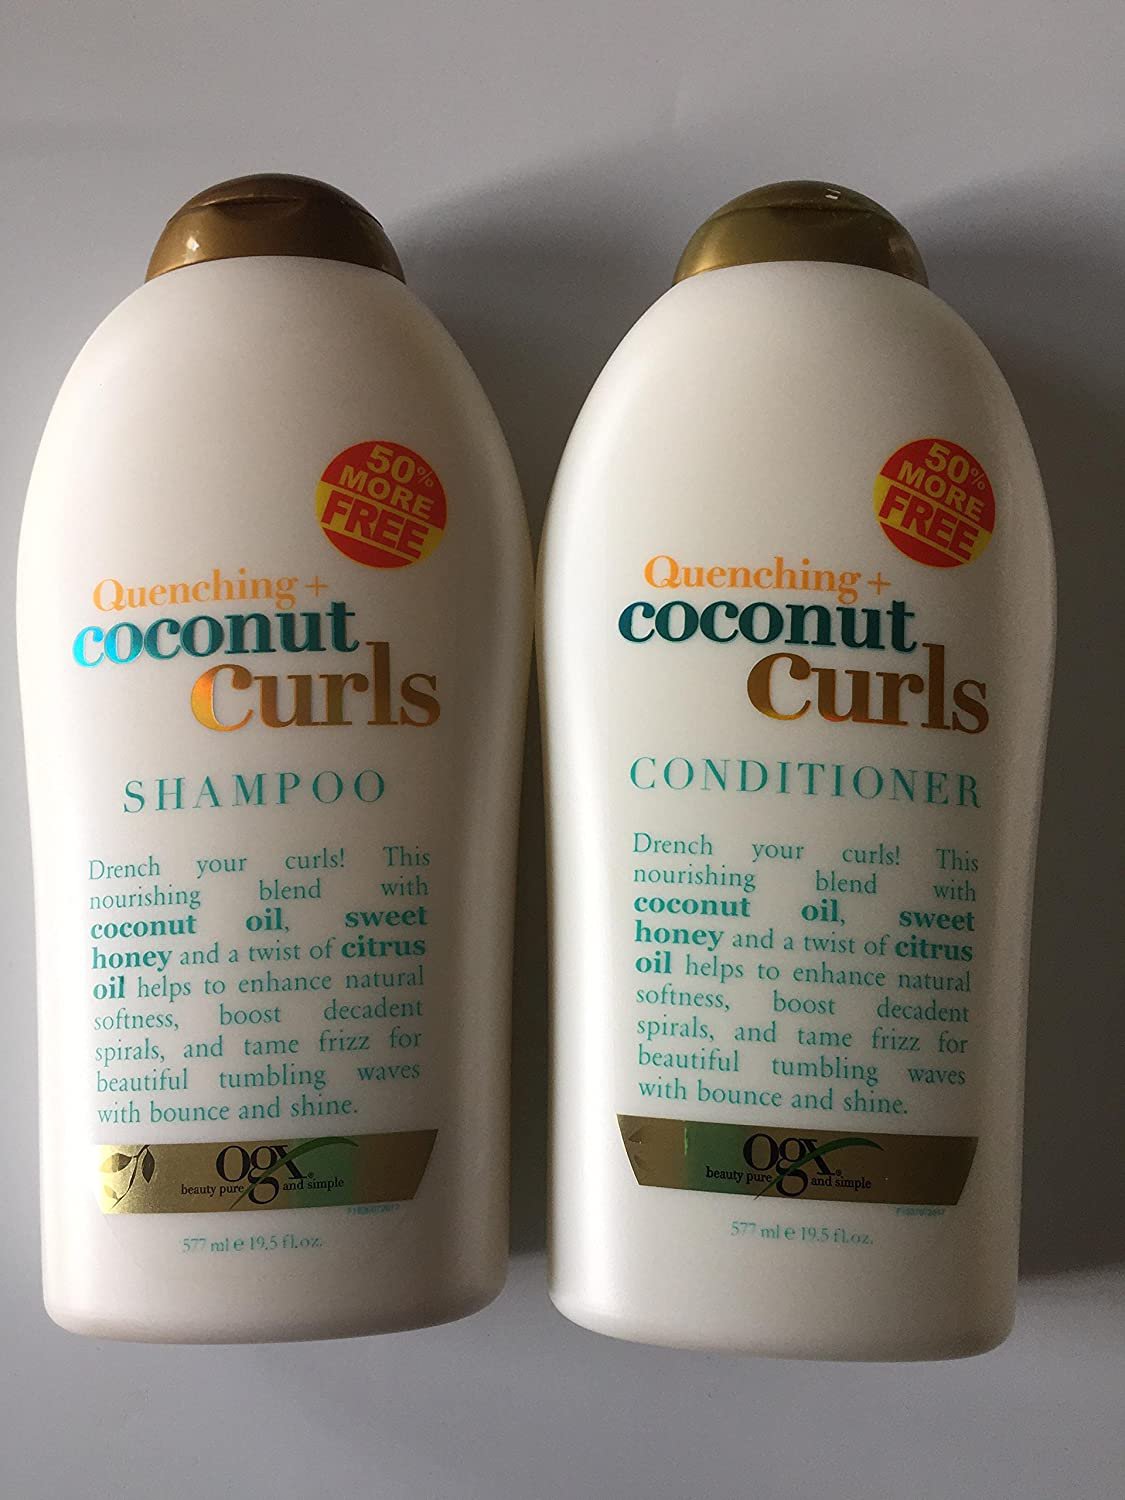 50%
MORE
FREE
Quenching +
coconut
curls
SHAMPOO
Drench your curls! This
nourishing blend with
coconut oil, sweet
honey and a twist of citrus
oil helps to enhance natural
softness, boost decadent
spirals, and tame frizz for
beautiful tumbling waves
with bounce and shine.
ogx®
beauty pure and simple
577 ml e 19.5 fl.oz.
50%
MORE
FREE
Quenching +
coconut
curls
CONDITIONER
Drench your curls! This
nourishing blend with
coconut oil, sweet
honey and a twist of citrus
oil helps to enhance natural
softness, boost decadent
spirals, and tame frizz for
beautiful tumbling waves
with bounce and shine.
ogx®
beauty pure and simple
577 ml e 19.5 fl.oz.